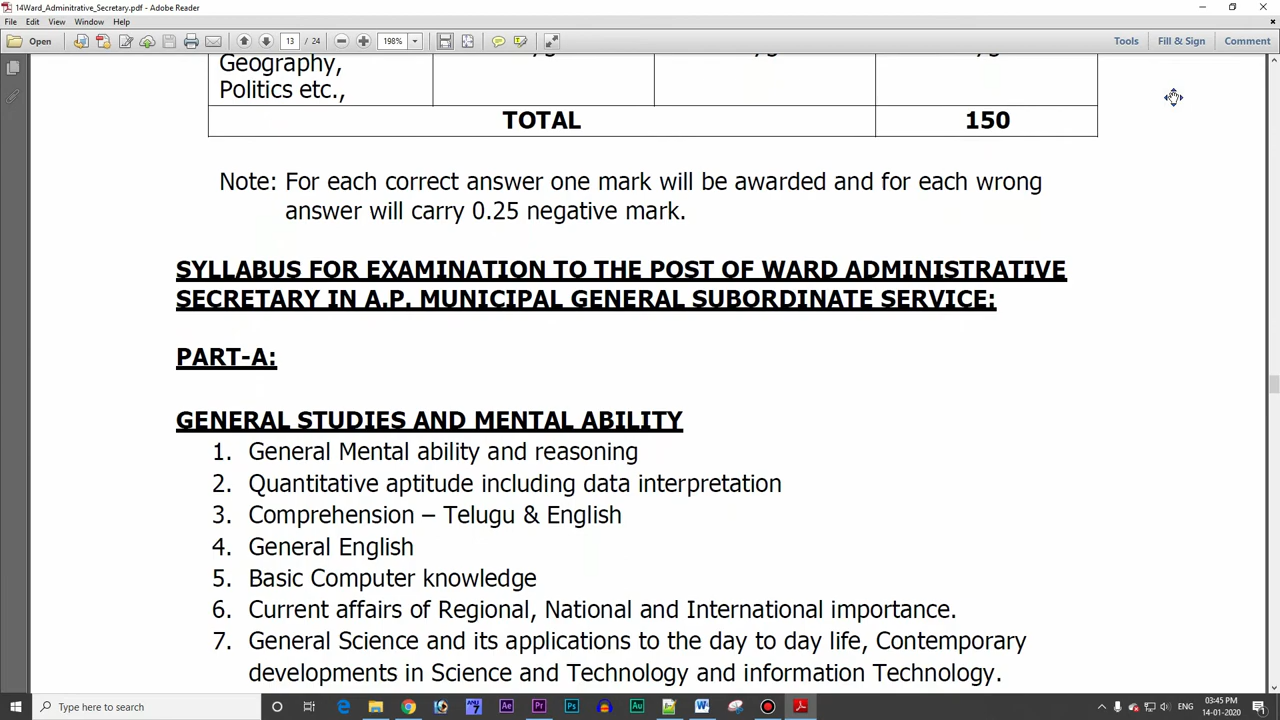 14Ward_Adminitrative_Secretary.pdf - Adobe Reader
File Edit View Window Help
Open 13 / 24 198% Tools Fill & Sign Comment
Geography,
Politics etc.,
TOTAL 150
Note: For each correct answer one mark will be awarded and for each wrong
answer will carry 0.25 negative mark.
SYLLABUS FOR EXAMINATION TO THE POST OF WARD ADMINISTRATIVE
SECRETARY IN A.P. MUNICIPAL GENERAL SUBORDINATE SERVICE:
PART-A:
GENERAL STUDIES AND MENTAL ABILITY
1. General Mental ability and reasoning
2. Quantitative aptitude including data interpretation
3. Comprehension – Telugu & English
4. General English
5. Basic Computer knowledge
6. Current affairs of Regional, National and International importance.
7. General Science and its applications to the day to day life, Contemporary
developments in Science and Technology and information Technology.
Type here to search
Ae Pr Ps Au W
ENG
03:45 PM
14-01-2020